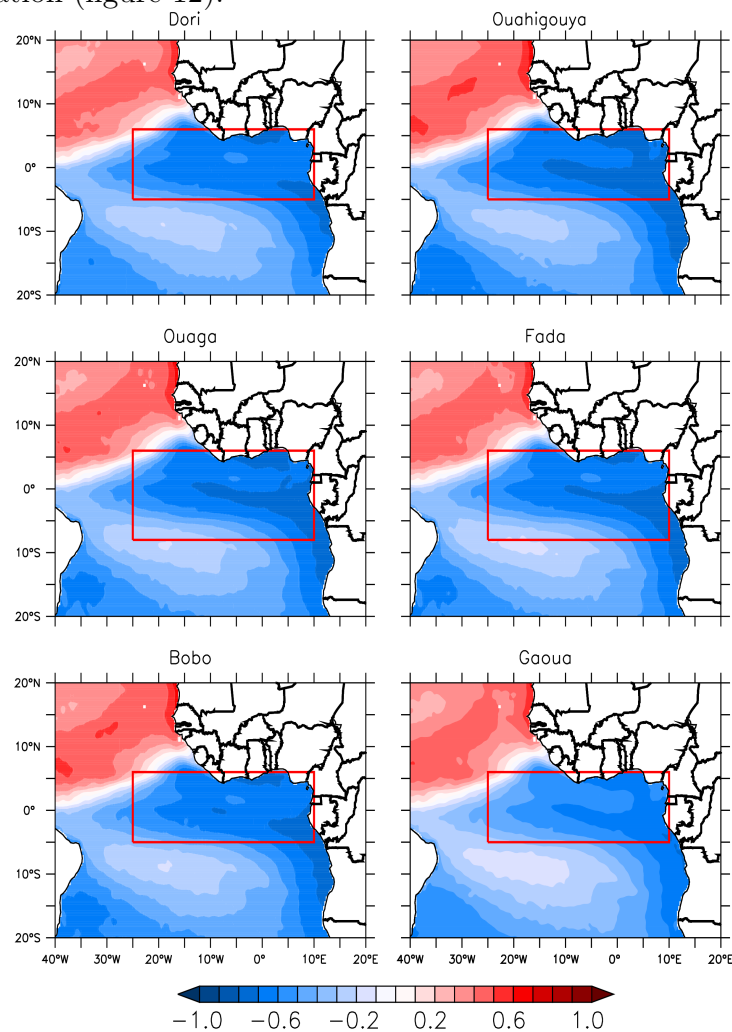 ation (figure 12).
Dori Ouahigouya
20°N
10°N
0°
10°S
20°S
Ouaga Fada
20°N
10°N
0°
10°S
20°S
Bobo Gaoua
20°N
10°N
0°
10°S
20°S
40°W 30°W 20°W 10°W 0° 10°E 20°E 40°W 30°W 20°W 10°W 0° 10°E 20°E
−1.0 −0.6 −0.2 0.2 0.6 1.0